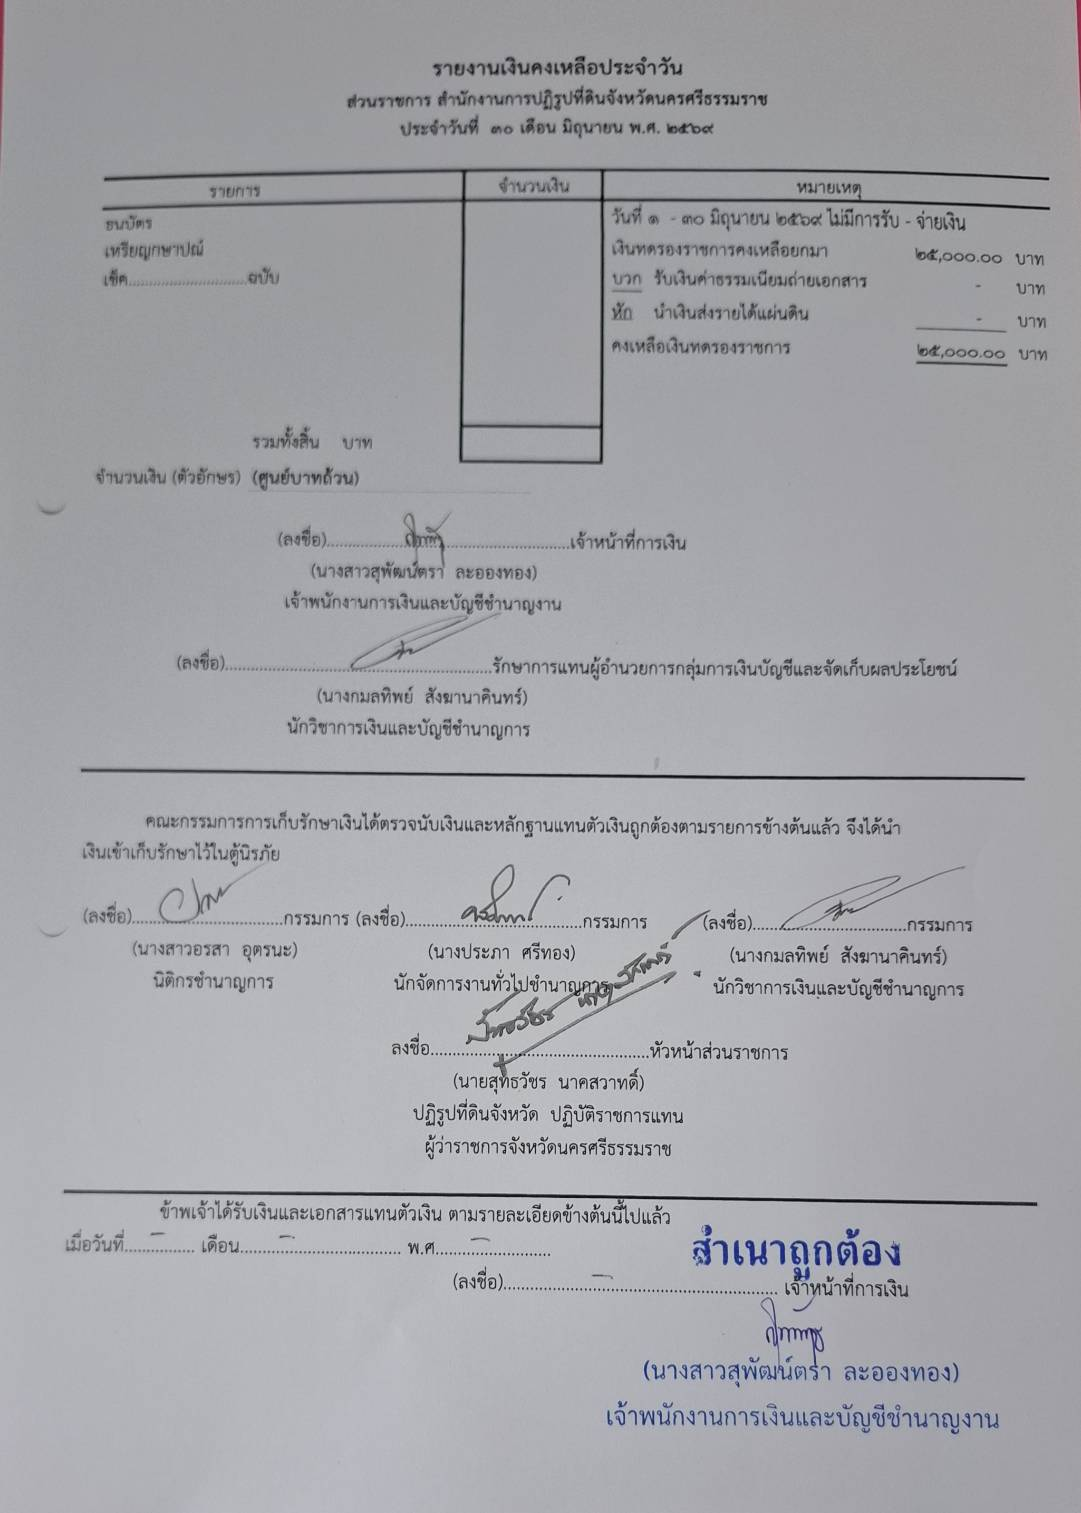 รายงานเงินคงเหลือประจำวัน
ส่วนราชการ สำนักงานการปฏิรูปที่ดินจังหวัดนครศรีธรรมราช
ประจำวันที่ ๓๐ เดือน มิถุนายน พ.ศ. ๒๕๖๙
รายการ จำนวนเงิน หมายเหตุ
ธนบัตร วันที่ ๑ - ๓๐ มิถุนายน ๒๕๖๙ ไม่มีการรับ - จ่ายเงิน
เหรียญกษาปณ์ เงินทดรองราชการคงเหลือยกมา ๒๕,๐๐๐.๐๐ บาท
เช็ค............................ฉบับ บวก รับเงินค่าธรรมเนียมถ่ายเอกสาร - บาท
หัก นำเงินส่งรายได้แผ่นดิน - บาท
คงเหลือเงินทดรองราชการ ๒๕,๐๐๐.๐๐ บาท
รวมทั้งสิ้น บาท
จำนวนเงิน (ตัวอักษร) (ศูนย์บาทถ้วน)
(ลงชื่อ)................................................เจ้าหน้าที่การเงิน
(นางสาวสุพัฒน์ตรา ละอองทอง)
เจ้าพนักงานการเงินและบัญชีชำนาญงาน
(ลงชื่อ)................................................รักษาการแทนผู้อำนวยการกลุ่มการเงินบัญชีและจัดเก็บผลประโยชน์
(นางกมลทิพย์ สังฆานาคินทร์)
นักวิชาการเงินและบัญชีชำนาญการ
คณะกรรมการการเก็บรักษาเงินได้ตรวจนับเงินและหลักฐานแทนตัวเงินถูกต้องตามรายการข้างต้นแล้ว จึงได้นำ
เงินเข้าเก็บรักษาไว้ในตู้นิรภัย
(ลงชื่อ)................................กรรมการ (ลงชื่อ)................................กรรมการ (ลงชื่อ)................................กรรมการ
(นางสาวอรสา อุตรนะ) (นางประภา ศรีทอง) (นางกมลทิพย์ สังฆานาคินทร์)
นิติกรชำนาญการ นักจัดการงานทั่วไปชำนาญการ นักวิชาการเงินและบัญชีชำนาญการ
ลงชื่อ................................................หัวหน้าส่วนราชการ
(นายสุทธิวัชร นาคสวาทดิ์)
ปฏิรูปที่ดินจังหวัด ปฏิบัติราชการแทน
ผู้ว่าราชการจังหวัดนครศรีธรรมราช
ข้าพเจ้าได้รับเงินและเอกสารแทนตัวเงิน ตามรายละเอียดข้างต้นนี้ไปแล้ว
เมื่อวันที่.....–....... เดือน.........–..................... พ.ศ.......–.............
สำเนาถูกต้อง
(ลงชื่อ)....................–.................................... เจ้าหน้าที่การเงิน
(นางสาวสุพัฒน์ตรา ละอองทอง)
เจ้าพนักงานการเงินและบัญชีชำนาญงาน